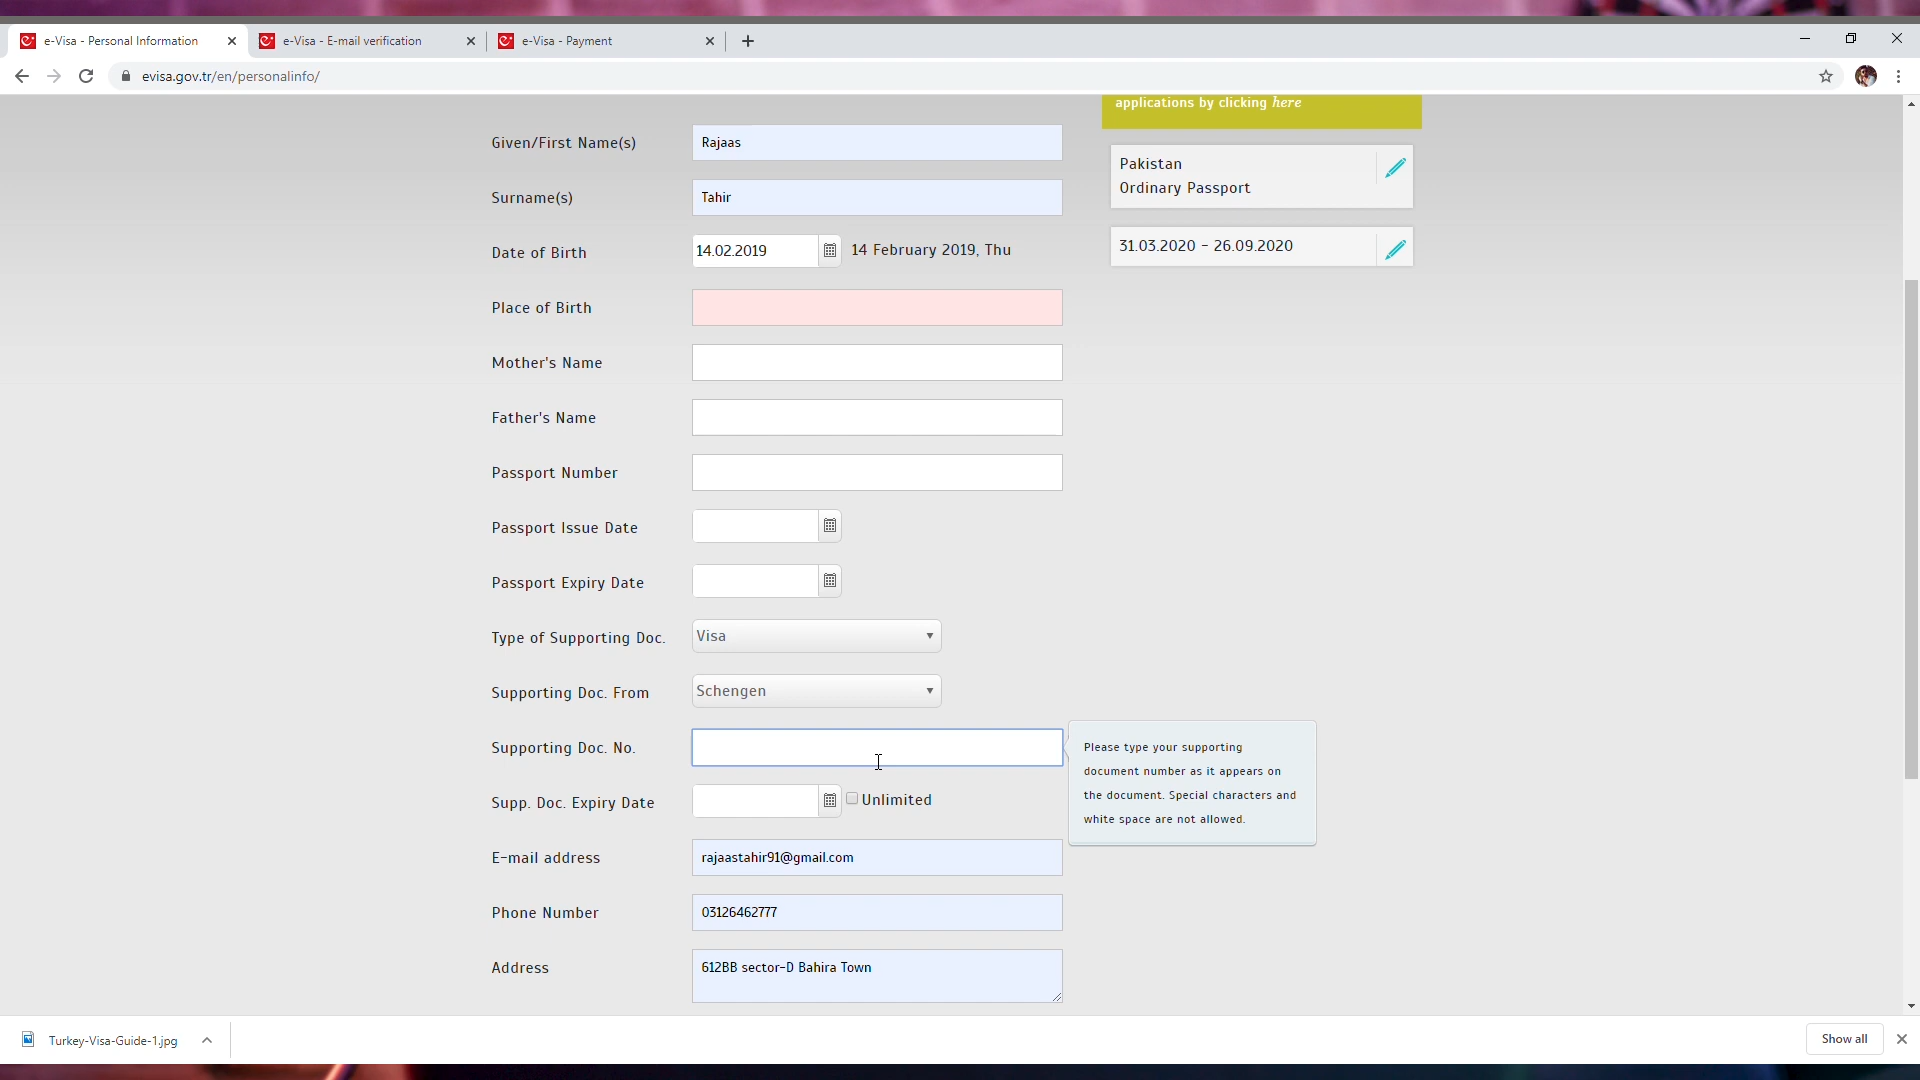 e-Visa - Personal Information
e-Visa - E-mail verification
e-Visa - Payment
evisa.gov.tr/en/personalinfo/
applications by clicking here
Given/First Name(s)
Rajaas
Pakistan
Ordinary Passport
Surname(s)
Tahir
Date of Birth
14.02.2019
14 February 2019, Thu
31.03.2020 - 26.09.2020
Place of Birth
Mother's Name
Father's Name
Passport Number
Passport Issue Date
Passport Expiry Date
Type of Supporting Doc.
Visa
Supporting Doc. From
Schengen
Supporting Doc. No.
Please type your supporting
document number as it appears on
the document. Special characters and
white space are not allowed.
Supp. Doc. Expiry Date
Unlimited
E-mail address
rajaastahir91@gmail.com
Phone Number
03126462777
Address
612BB sector-D Bahira Town
Turkey-Visa-Guide-1.jpg
Show all